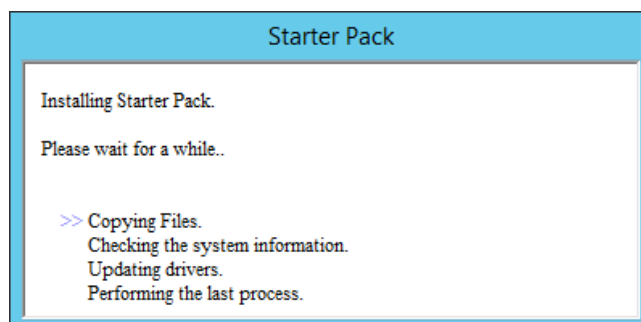 Starter Pack
Installing Starter Pack.
Please wait for a while..
>> Copying Files.
Checking the system information.
Updating drivers.
Performing the last process.